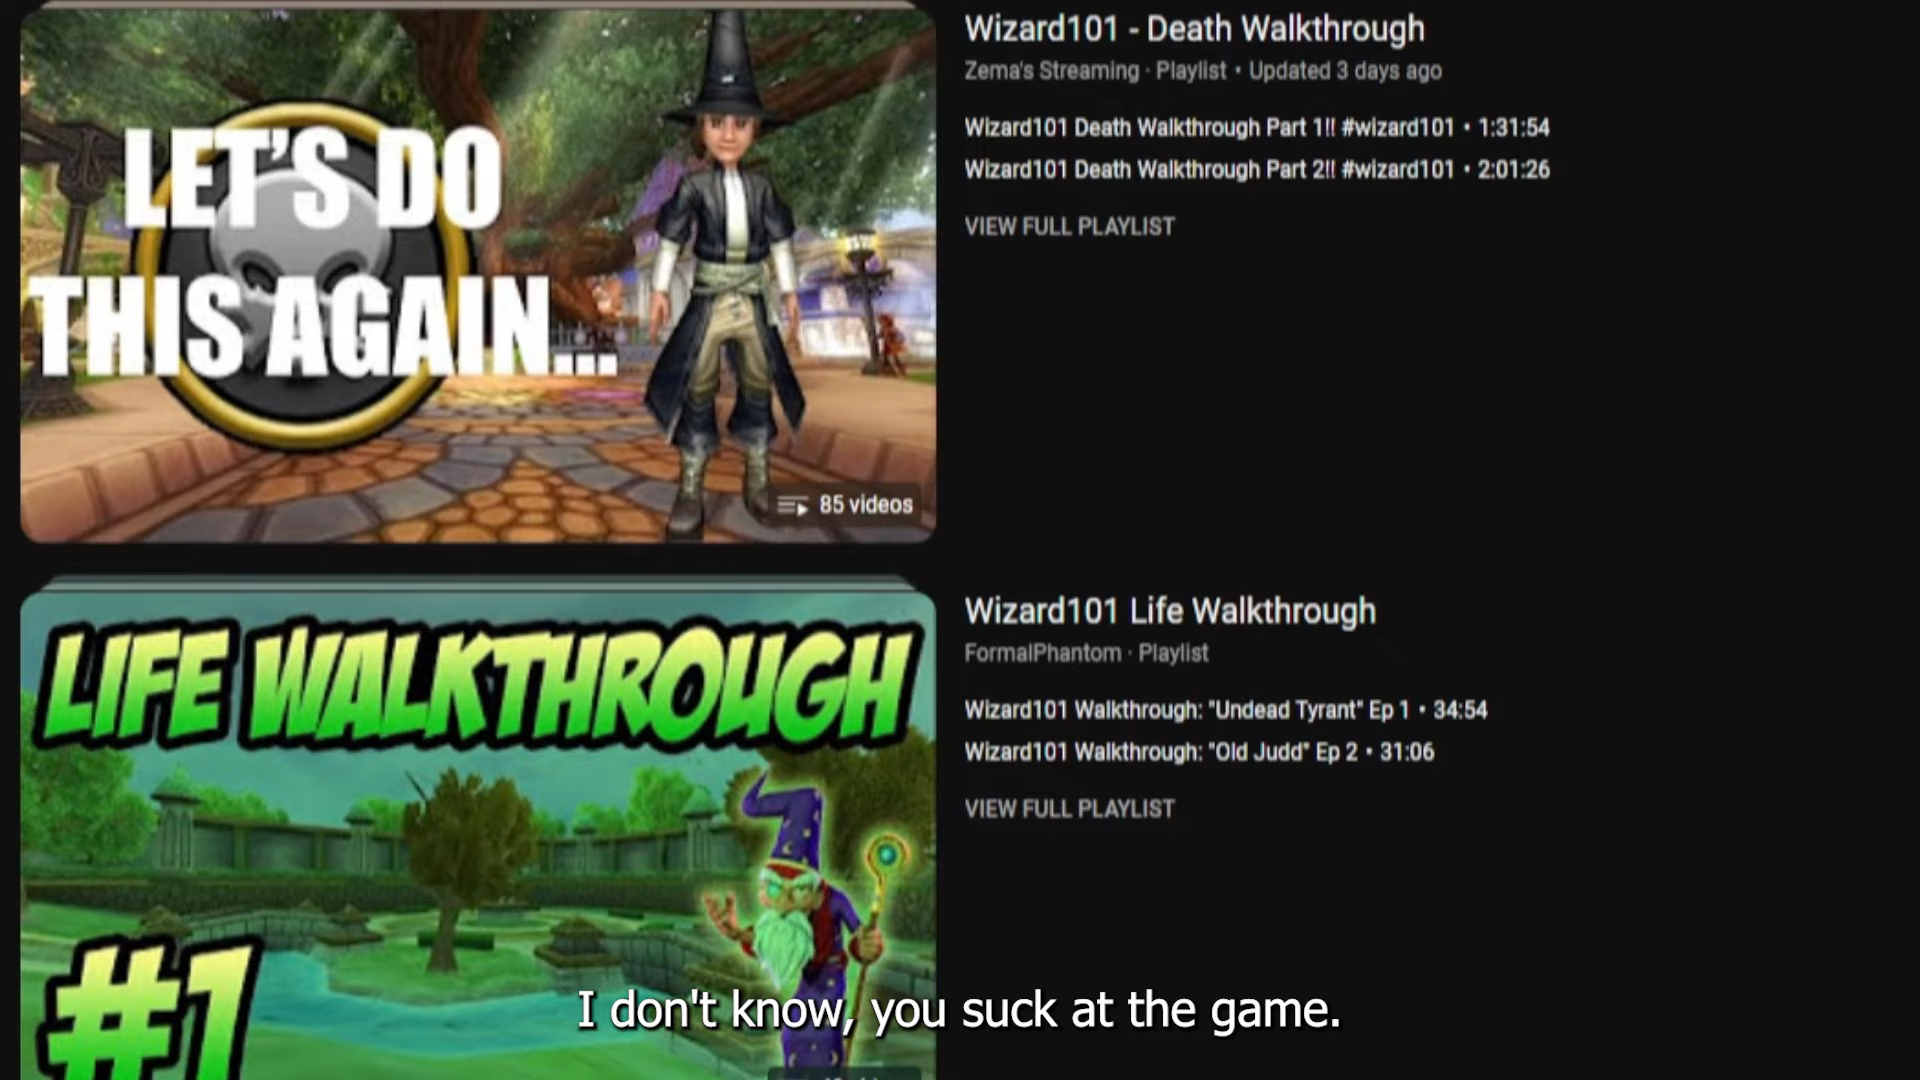 LET'S DO
THIS AGAIN...
85 videos
Wizard101 - Death Walkthrough
Zema's Streaming · Playlist • Updated 3 days ago
Wizard101 Death Walkthrough Part 1!! #wizard101 • 1:31:54
Wizard101 Death Walkthrough Part 2!! #wizard101 • 2:01:26
VIEW FULL PLAYLIST
LIFE WALKTHROUGH
#1
Wizard101 Life Walkthrough
FormalPhantom · Playlist
Wizard101 Walkthrough: "Undead Tyrant" Ep 1 • 34:54
Wizard101 Walkthrough: "Old Judd" Ep 2 • 31:06
VIEW FULL PLAYLIST
I don't know, you suck at the game.